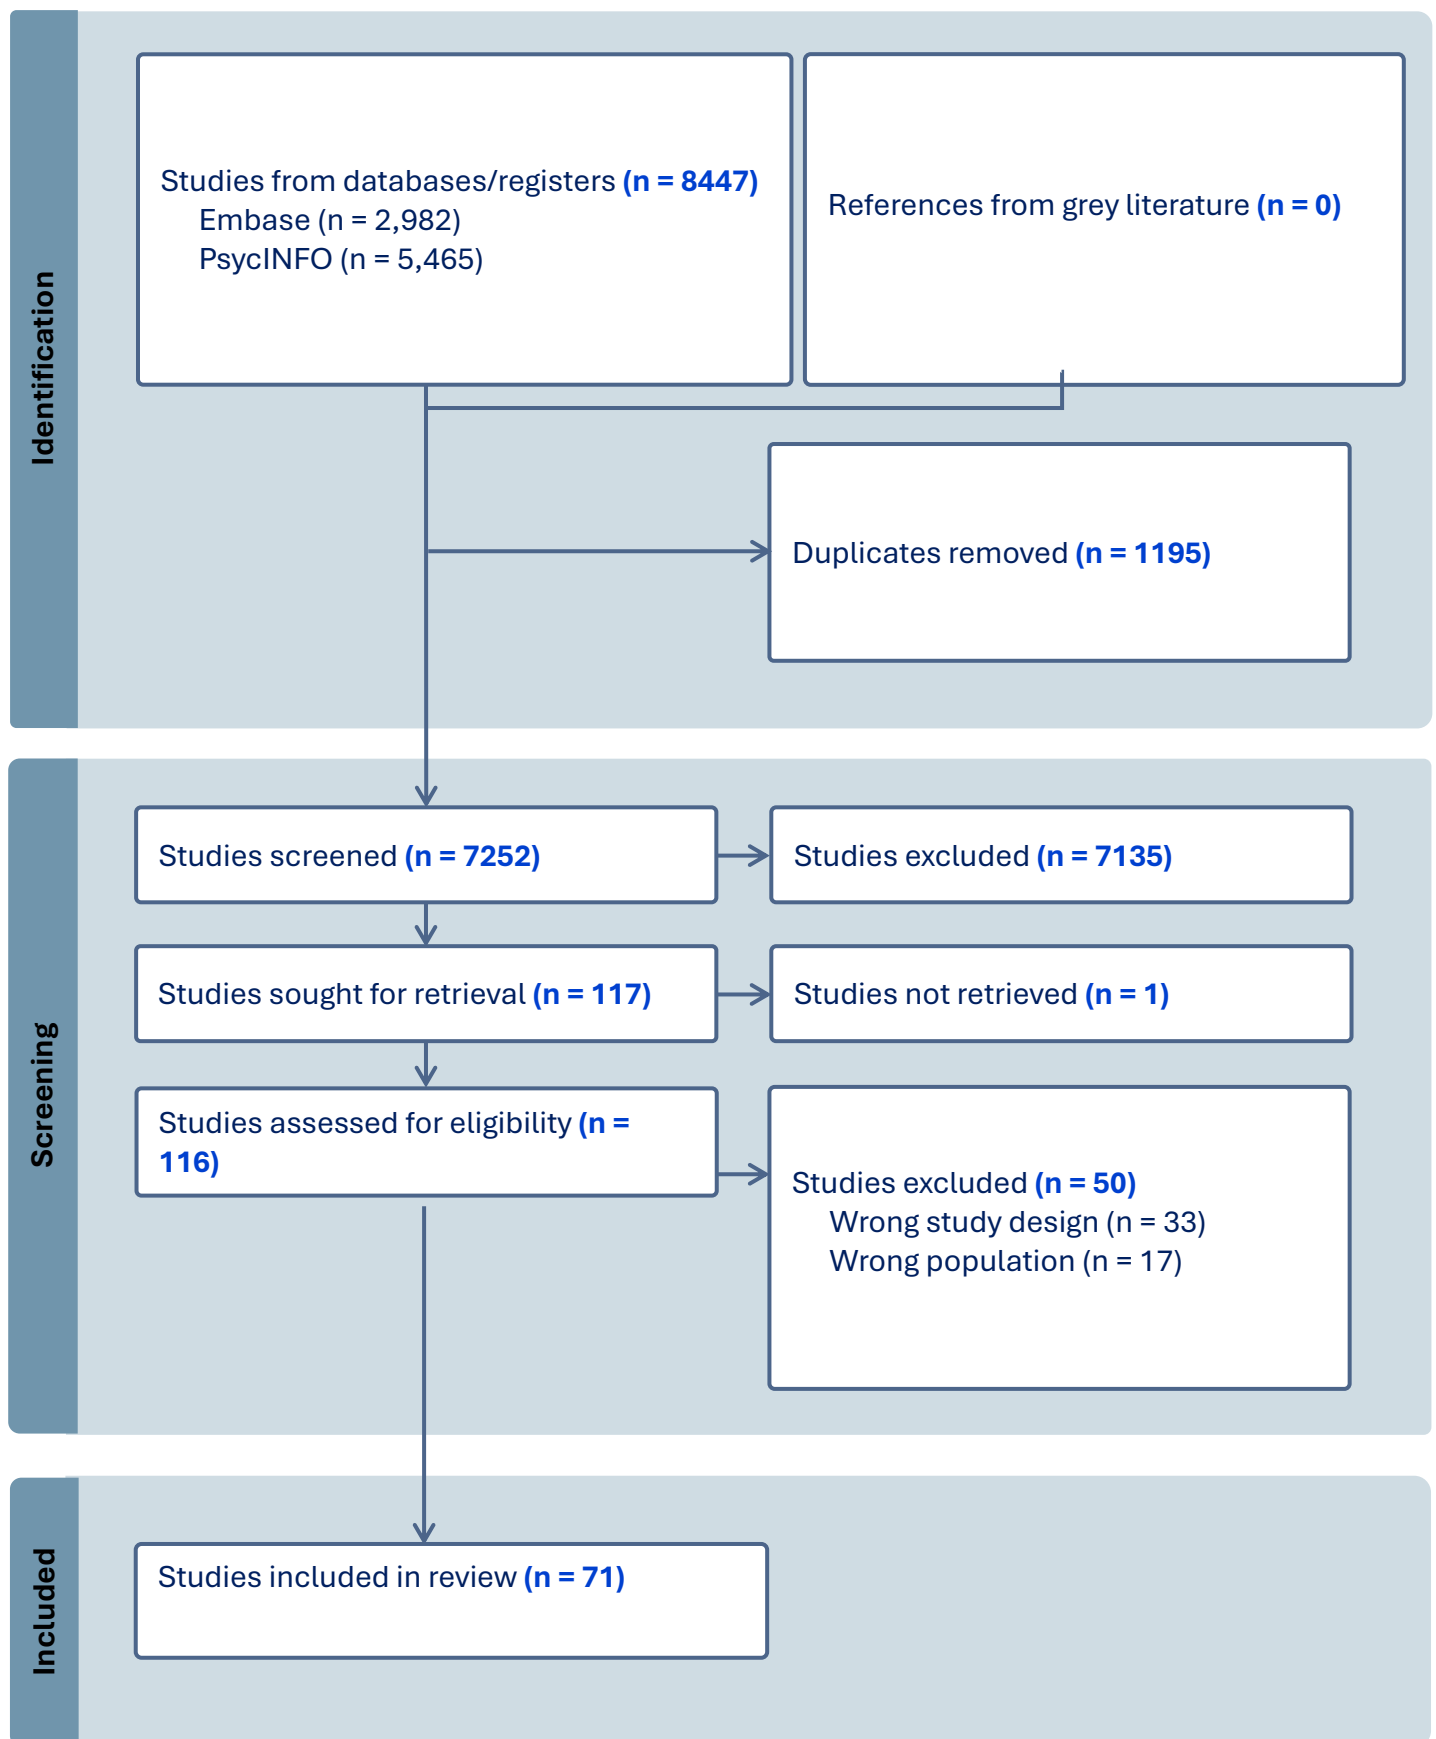 Identification
Studies from databases/registers (n = 8447)
Embase (n = 2,982)
PsycINFO (n = 5,465)
References from grey literature (n = 0)
Duplicates removed (n = 1195)
Screening
Studies screened (n = 7252)
Studies excluded (n = 7135)
Studies sought for retrieval (n = 117)
Studies not retrieved (n = 1)
Studies assessed for eligibility (n =
116)
Studies excluded (n = 50)
Wrong study design (n = 33)
Wrong population (n = 17)
Included
Studies included in review (n = 71)